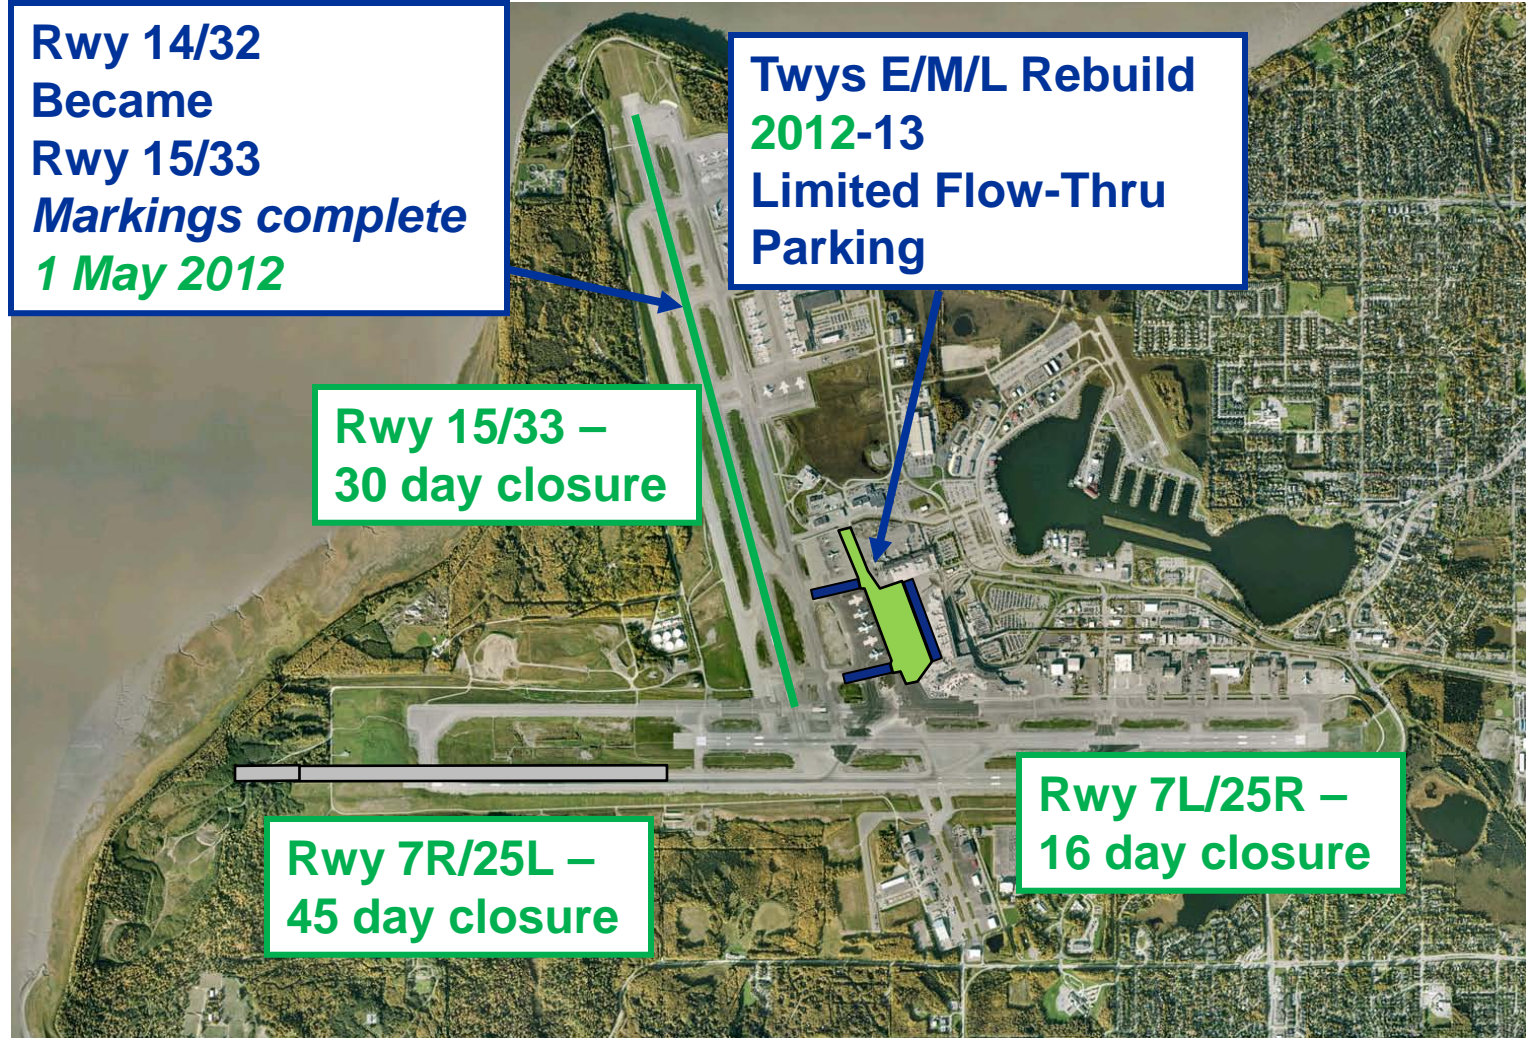 Rwy 14/32
Became
Rwy 15/33
Markings complete
1 May 2012
Twys E/M/L Rebuild
2012-13
Limited Flow-Thru
Parking
Rwy 15/33 –
30 day closure
Rwy 7L/25R –
16 day closure
Rwy 7R/25L –
45 day closure